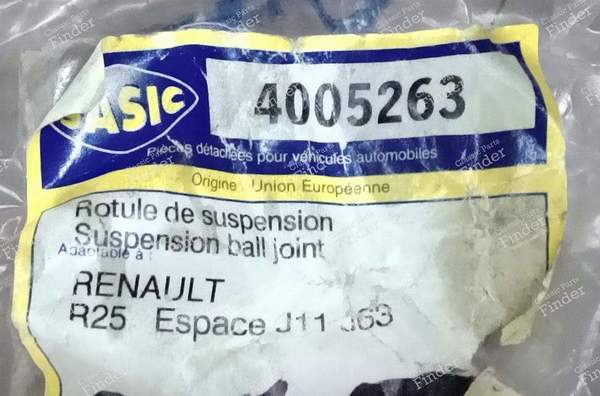 SASIC
4005263
Pièces détachées pour véhicules automobiles
Origine Union Européenne
Rotule de suspension
Suspension ball joint
Adaptable à :
RENAULT
R25 Espace J11 J63